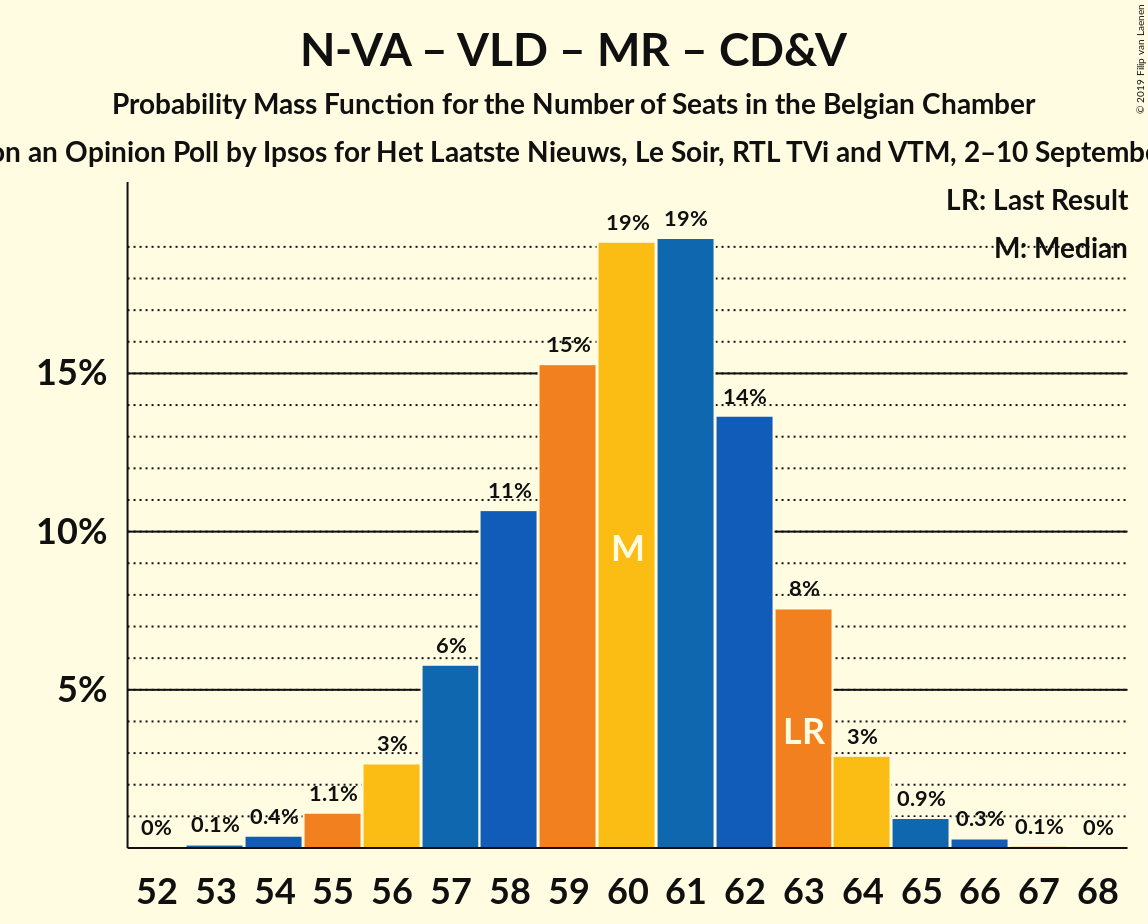 N-VA – VLD – MR – CD&V
Probability Mass Function for the Number of Seats in the Belgian Chamber
on an Opinion Poll by Ipsos for Het Laatste Nieuws, Le Soir, RTL TVi and VTM, 2–10 Septembe
© 2019 Filip van Laenen
LR: Last Result
M: Median
15%
10%
5%
0%
0.1%
0.4%
1.1%
3%
6%
11%
15%
19%
19%
14%
8%
3%
0.9%
0.3%
0.1%
0%
M
LR
52 53 54 55 56 57 58 59 60 61 62 63 64 65 66 67 68